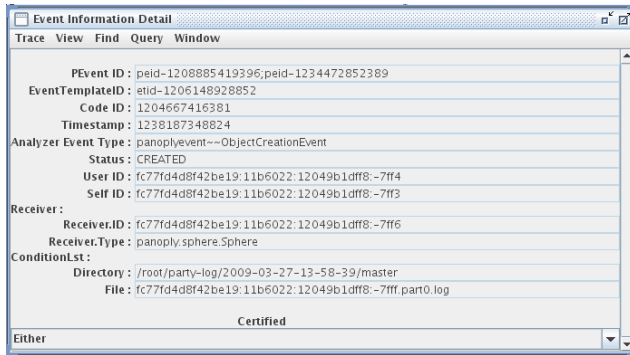 Event Information Detail
Trace View Find Query Window
PEvent ID : peid-1208885419396;peid-1234472852389
EventTemplateID : etid-1206148928852
Code ID : 1204667416381
Timestamp : 1238187348824
Analyzer Event Type : panoplyevent~~ObjectCreationEvent
Status : CREATED
User ID : fc77fd4d8f42be19:11b6022:12049b1dff8:-7ff4
Self ID : fc77fd4d8f42be19:11b6022:12049b1dff8:-7ff3
Receiver :
Receiver.ID : fc77fd4d8f42be19:11b6022:12049b1dff8:-7ff6
Receiver.Type : panoply.sphere.Sphere
ConditionLst :
Directory : /root/party-log/2009-03-27-13-58-39/master
File : fc77fd4d8f42be19:11b6022:12049b1dff8:-7fff.part0.log
Certified
Either